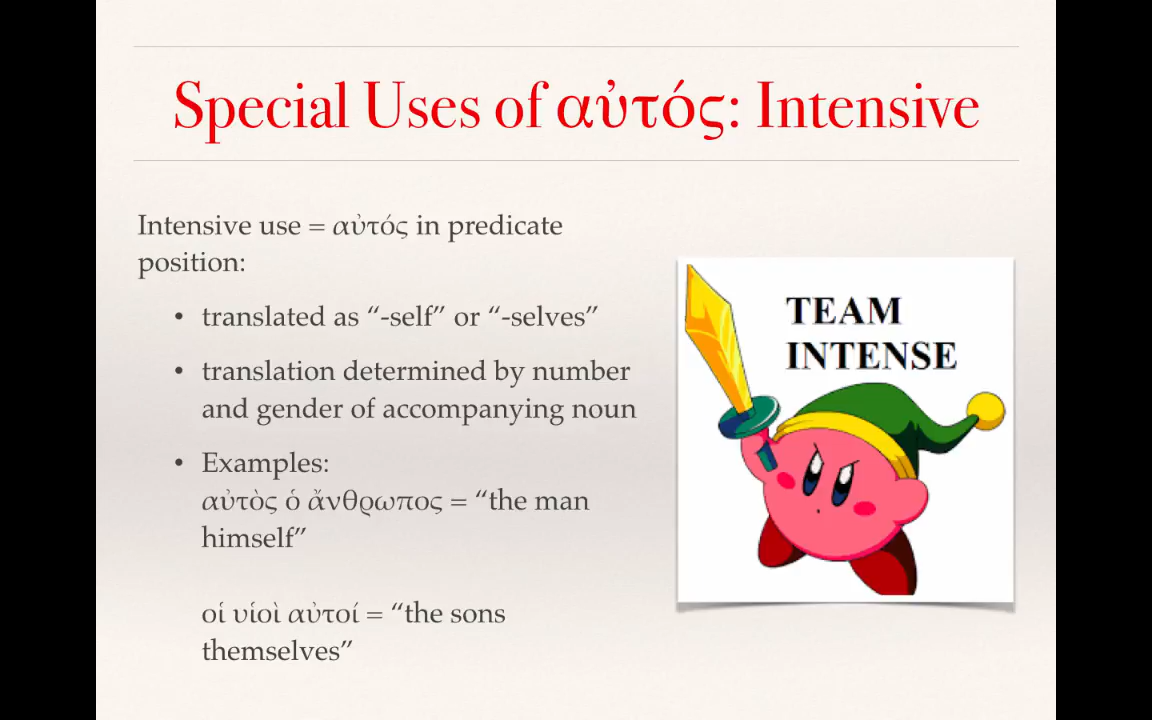 Special Uses of αὐτός: Intensive
Intensive use = αὐτός in predicate
position:
• translated as “-self” or “-selves”
• translation determined by number
and gender of accompanying noun
• Examples:
αὐτὸς ὁ ἄνθρωπος = “the man
himself”
οἱ υἱοὶ αὐτοί = “the sons
themselves”
TEAM
INTENSE